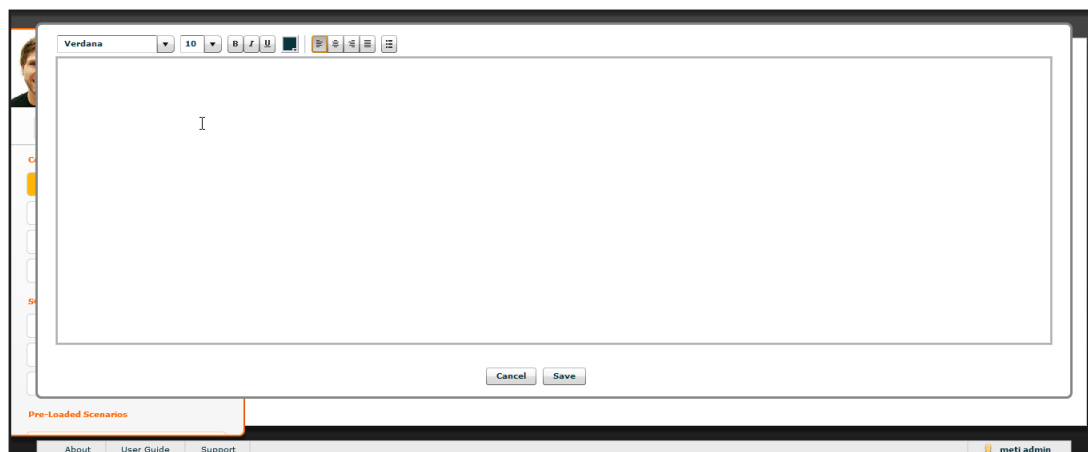 Verdana
10
B I U
Cancel Save
Pre-Loaded Scenarios
About User Guide Support meti admin